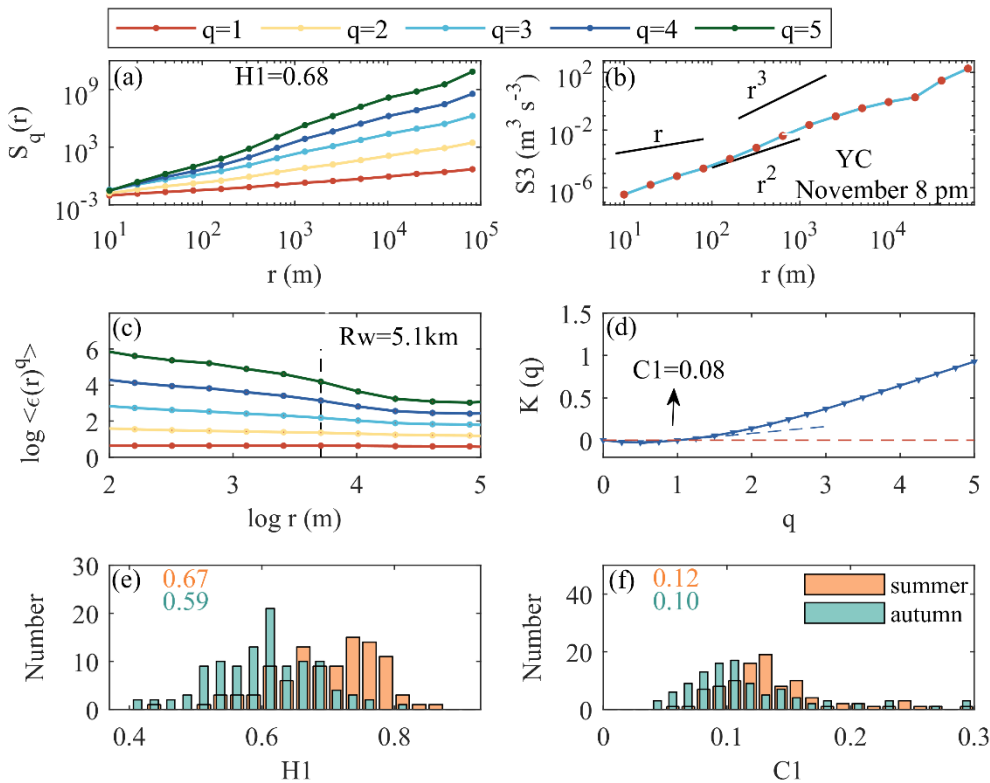 q=1 q=2 q=3 q=4 q=5
(a) H1=0.68
S_q(r)
10^9
10^3
10^-3
10^1 10^2 10^3 10^4 10^5
r (m)
(b)
S3 (m^3 s^-3)
10^2
10^-2
10^-6
r
r^3
r^2
YC
November 8 pm
10^1 10^2 10^3 10^4
r (m)
(c)
Rw=5.1km
log <ϵ(r)^q>
6
4
2
0
2 3 4 5
log r (m)
(d)
C1=0.08
K (q)
1.5
1
0.5
0
0 1 2 3 4 5
q
(e) 0.67
0.59
Number
30
20
10
0
0.4 0.6 0.8
H1
(f) 0.12
0.10
summer
autumn
Number
40
20
0
0 0.1 0.2 0.3
C1